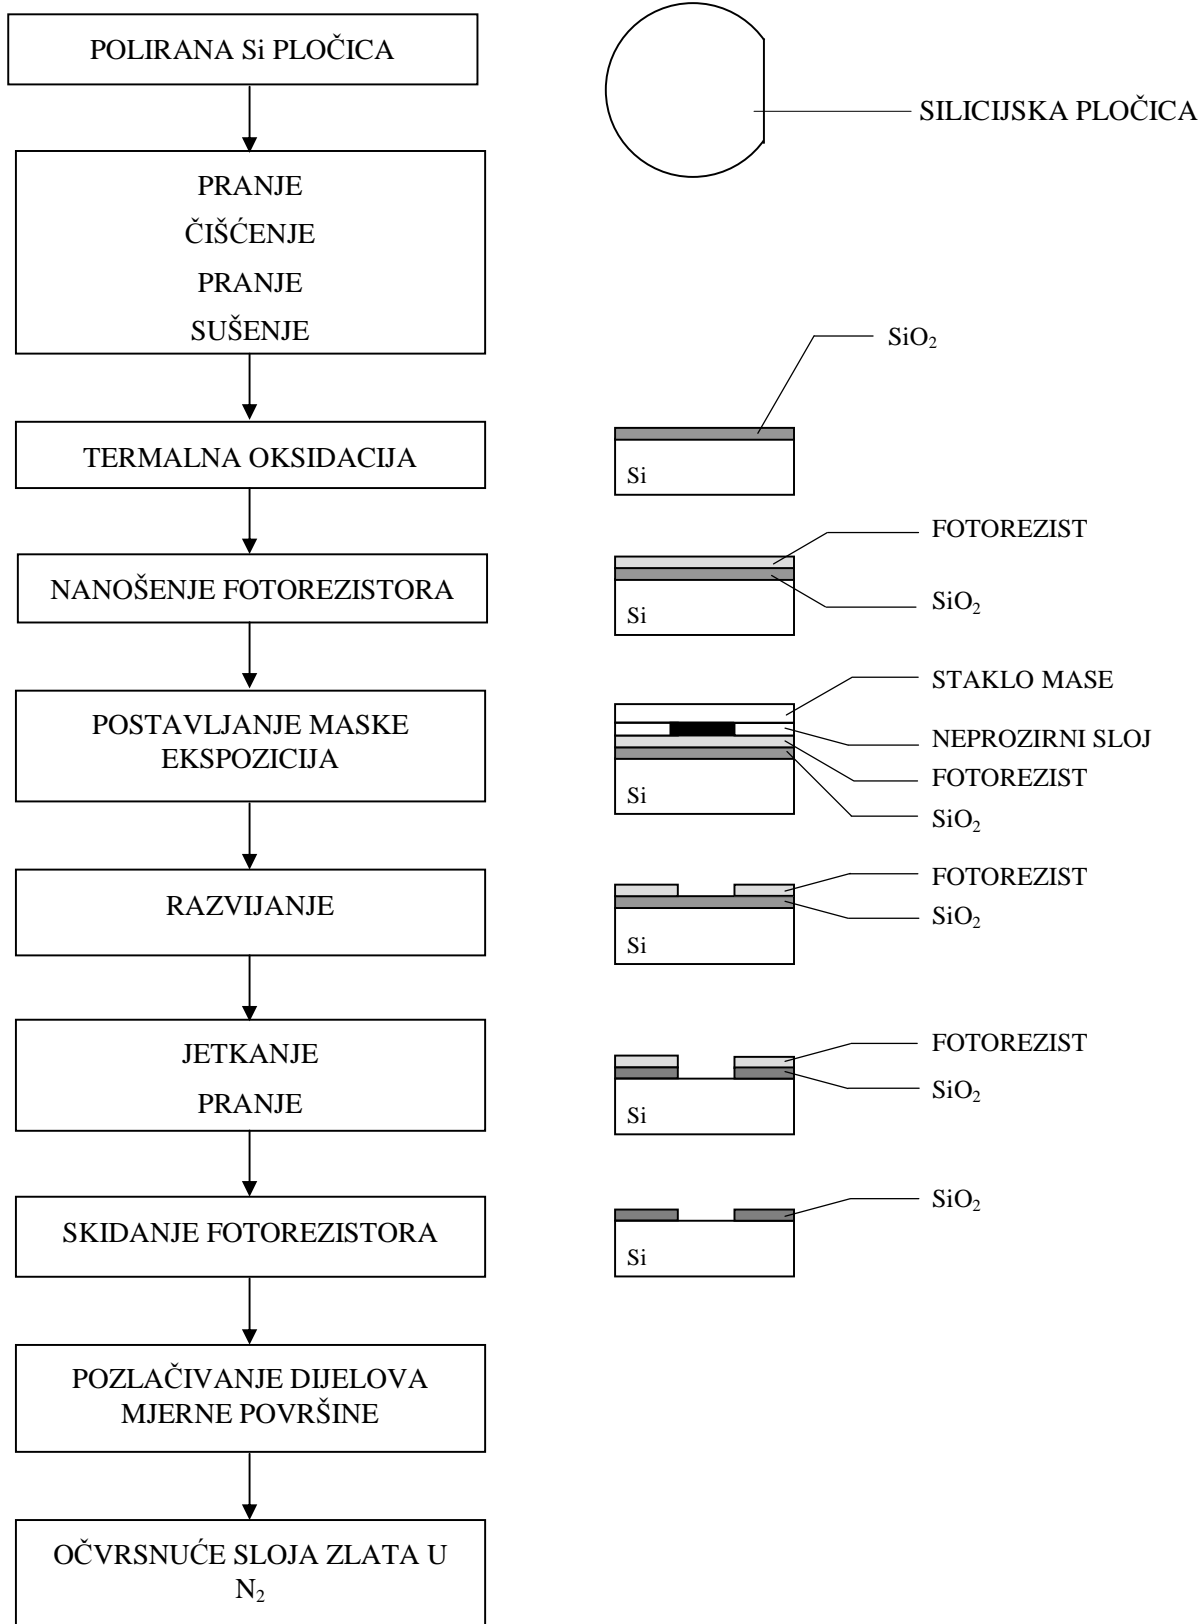 POLIRANA Si PLOČICA
SILICIJSKA PLOČICA
PRANJE
ČIŠĆENJE
PRANJE
SUŠENJE
SiO₂
TERMALNA OKSIDACIJA
Si
FOTOREZIST
NANOŠENJE FOTOREZISTORA
SiO₂
Si
STAKLO MASE
POSTAVLJANJE MASKE
EKSPOZICIJA
NEPROZIRNI SLOJ
FOTOREZIST
Si
SiO₂
RAZVIJANJE
FOTOREZIST
SiO₂
Si
JETKANJE
PRANJE
FOTOREZIST
SiO₂
Si
SKIDANJE FOTOREZISTORA
SiO₂
Si
POZLAČIVANJE DIJELOVA
MJERNE POVRŠINE
OČVRSNUĆE SLOJA ZLATA U
N₂